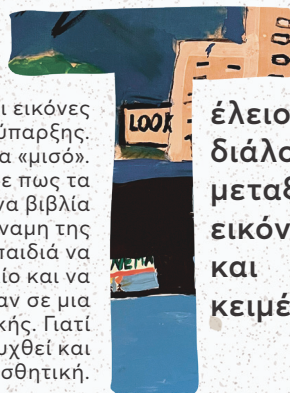 ι εικόνες
ύπαρξης.
α «μισό».
ε πως τα
να βιβλία
ναμη της
παιδιά να
ίο και να
αν σε μια
κής. Γιατί
υχθεί και
σθητική.
LOOK
έλειο
διάλο
μεταξ
εικόν
και
κειμέ